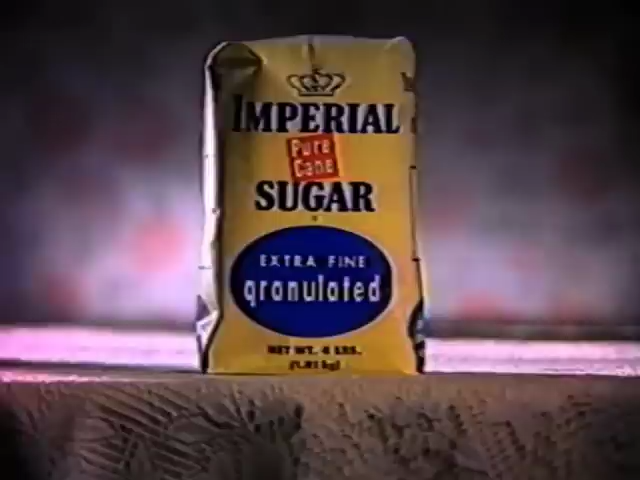 IMPERIAL
Pure
Cane
SUGAR
EXTRA FINE
granulated
NET WT. 4 LBS.
(1.81 kg)